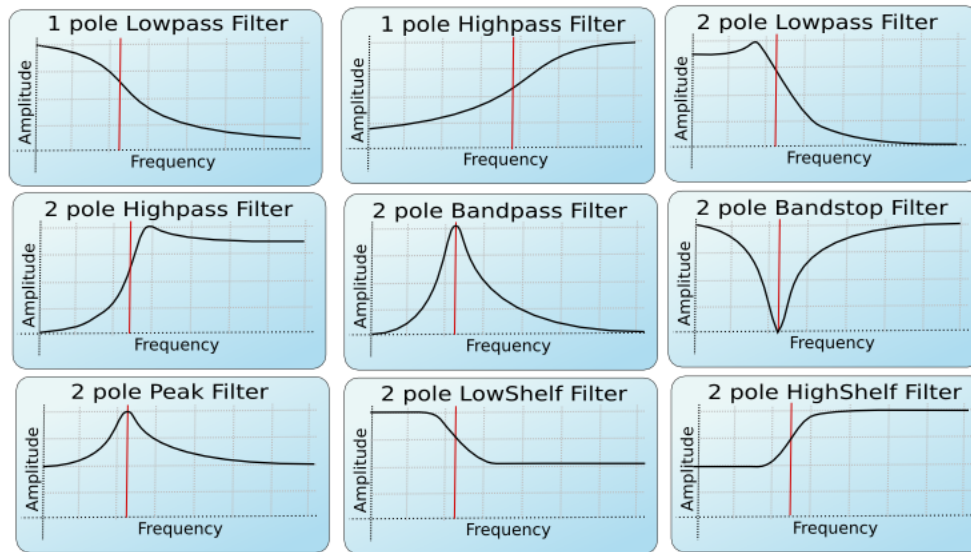 1 pole Lowpass Filter
Amplitude
Frequency
1 pole Highpass Filter
Amplitude
Frequency
2 pole Lowpass Filter
Amplitude
Frequency
2 pole Highpass Filter
Amplitude
Frequency
2 pole Bandpass Filter
Amplitude
Frequency
2 pole Bandstop Filter
Amplitude
Frequency
2 pole Peak Filter
Amplitude
Frequency
2 pole LowShelf Filter
Amplitude
Frequency
2 pole HighShelf Filter
Amplitude
Frequency